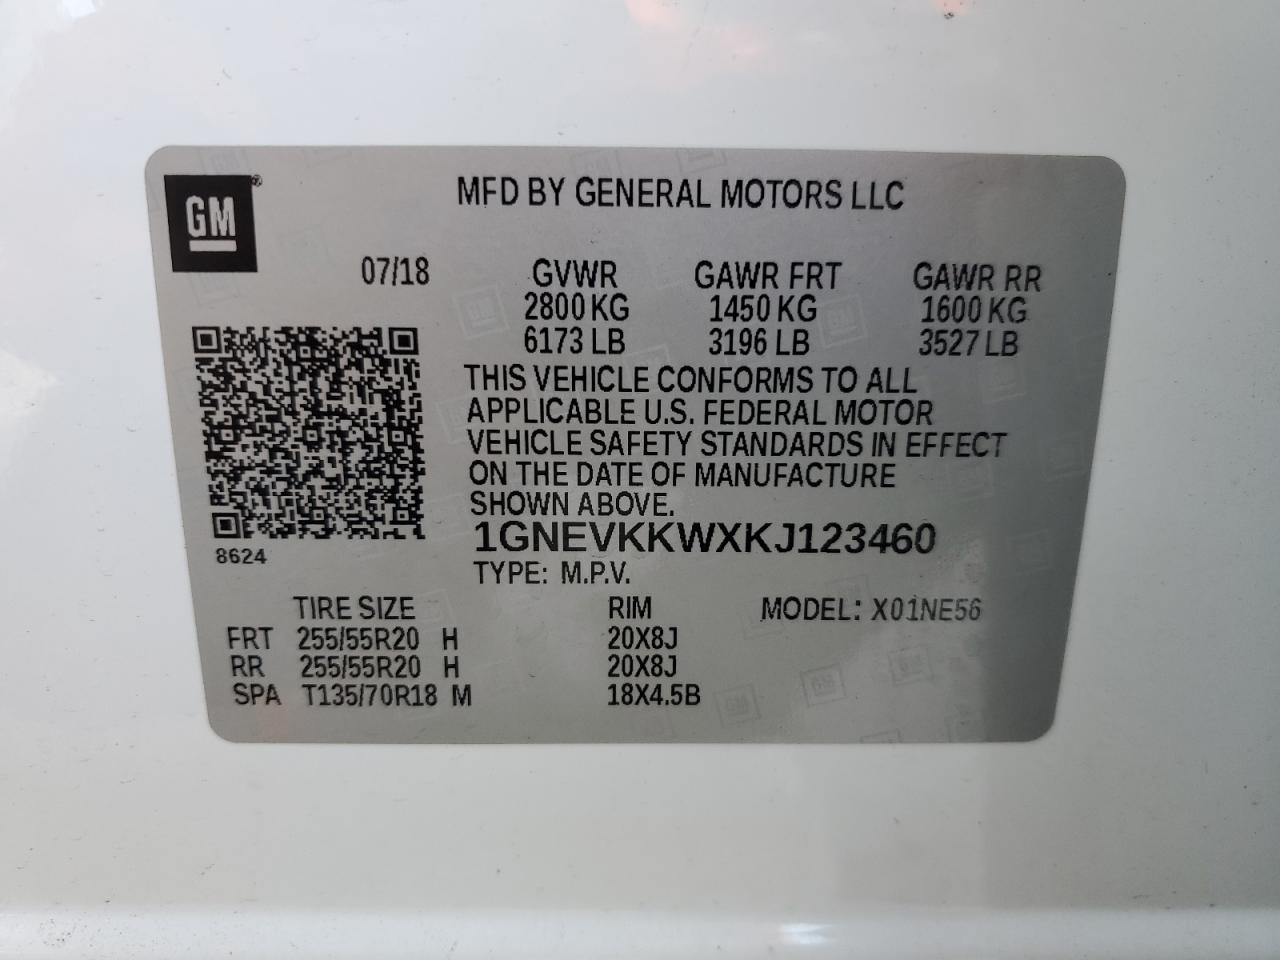 GM®
MFD BY GENERAL MOTORS LLC
07/18 GVWR GAWR FRT GAWR RR
2800 KG 1450 KG 1600 KG
6173 LB 3196 LB 3527 LB
THIS VEHICLE CONFORMS TO ALL
APPLICABLE U.S. FEDERAL MOTOR
VEHICLE SAFETY STANDARDS IN EFFECT
ON THE DATE OF MANUFACTURE
SHOWN ABOVE.
1GNEVKKWXKJ123460
8624
TYPE: M.P.V.
TIRE SIZE RIM MODEL: X01NE56
FRT 255/55R20 H 20X8J
RR 255/55R20 H 20X8J
SPA T135/70R18 M 18X4.5B